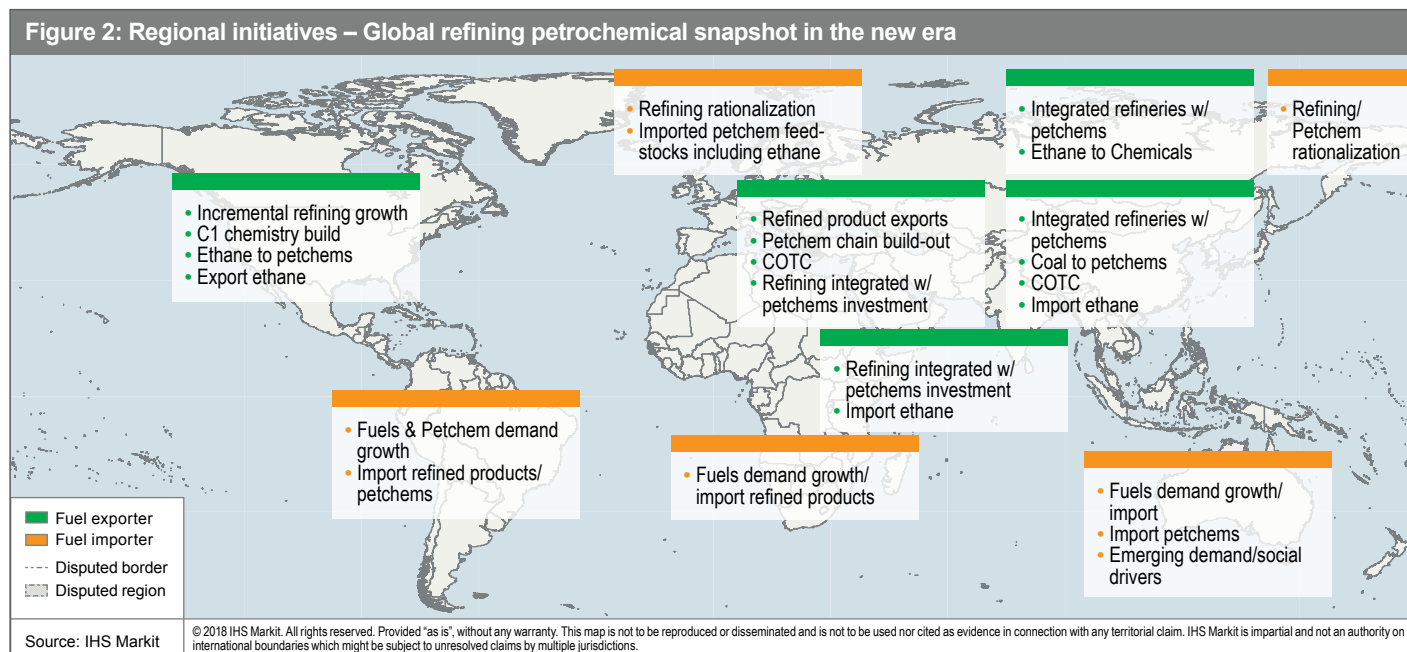 Figure 2: Regional initiatives – Global refining petrochemical snapshot in the new era
• Refining rationalization
• Imported petchem feed-
stocks including ethane
• Integrated refineries w/
petchems
• Ethane to Chemicals
• Refining/
Petchem
rationalization
• Incremental refining growth
• C1 chemistry build
• Ethane to petchems
• Export ethane
• Refined product exports
• Petchem chain build-out
• COTC
• Refining integrated w/
petchems investment
• Integrated refineries w/
petchems
• Coal to petchems
• COTC
• Import ethane
• Refining integrated w/
petchems investment
• Import ethane
• Fuels & Petchem demand
growth
• Import refined products/
petchems
• Fuels demand growth/
import refined products
• Fuels demand growth/
import
• Import petchems
• Emerging demand/social
drivers
Fuel exporter
Fuel importer
Disputed border
Disputed region
Source: IHS Markit
© 2018 IHS Markit. All rights reserved. Provided “as is”, without any warranty. This map is not to be reproduced or disseminated and is not to be used nor cited as evidence in connection with any territorial claim. IHS Markit is impartial and not an authority on
international boundaries which might be subject to unresolved claims by multiple jurisdictions.